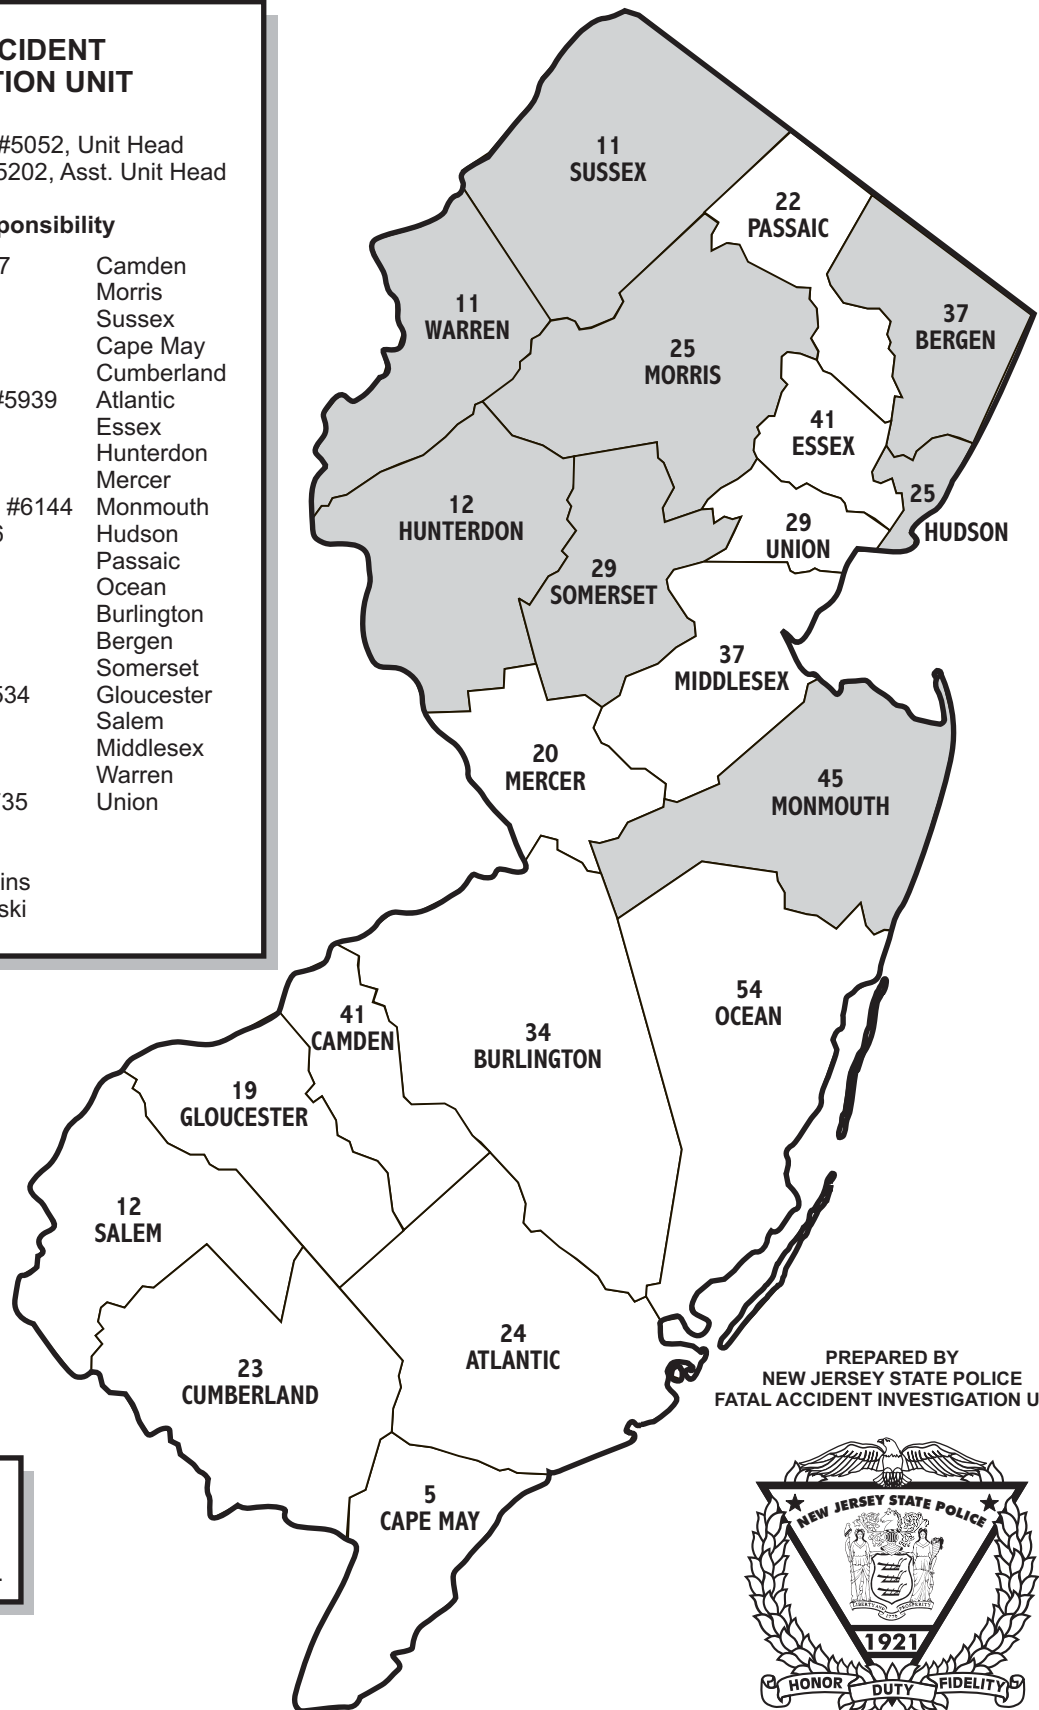 CIDENT
TION UNIT
#5052, Unit Head
5202, Asst. Unit Head
ponsibility
7 Camden
Morris
Sussex
Cape May
Cumberland
#5939 Atlantic
Essex
Hunterdon
Mercer
#6144 Monmouth
Hudson
Passaic
Ocean
Burlington
Bergen
Somerset
534 Gloucester
Salem
Middlesex
Warren
735 Union
ins
ski
11
SUSSEX
22
PASSAIC
11
WARREN
37
BERGEN
25
MORRIS
41
ESSEX
12
HUNTERDON
25
HUDSON
29
UNION
29
SOMERSET
37
MIDDLESEX
20
MERCER
45
MONMOUTH
54
OCEAN
41
CAMDEN
34
BURLINGTON
19
GLOUCESTER
12
SALEM
24
ATLANTIC
23
CUMBERLAND
5
CAPE MAY
PREPARED BY
NEW JERSEY STATE POLICE
FATAL ACCIDENT INVESTIGATION U
NEW JERSEY STATE POLICE
LIBERTY AND PROSPERITY
1776
1921
HONOR DUTY FIDELITY